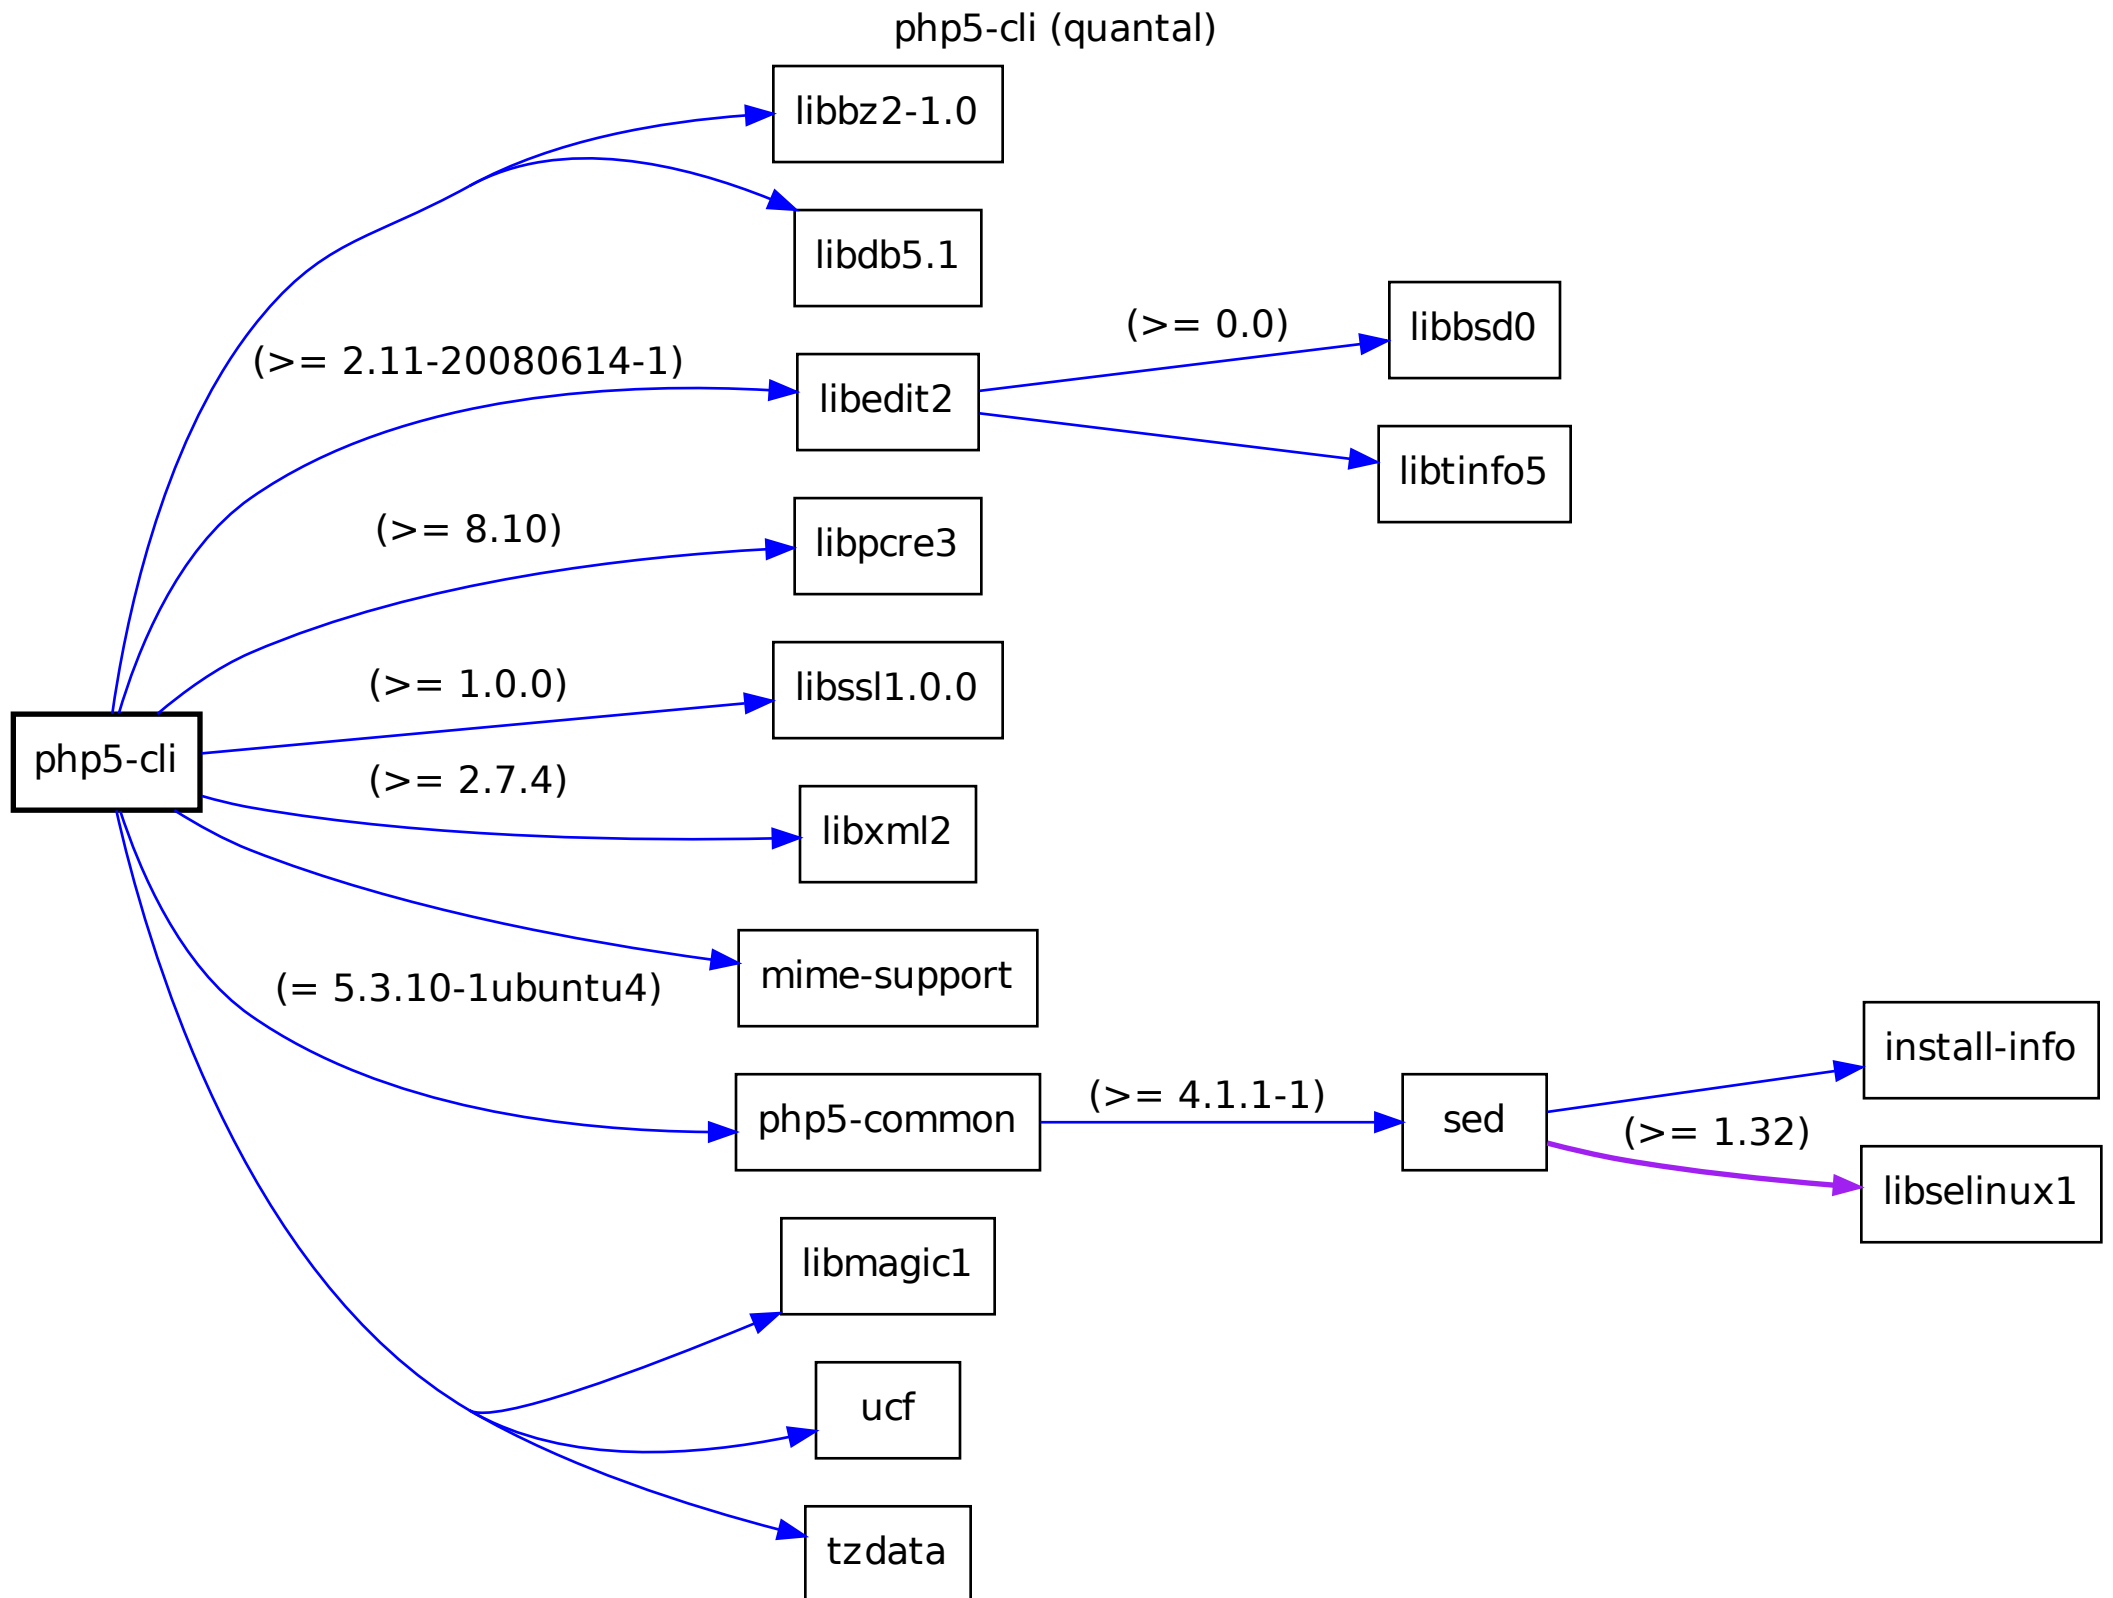 php5-cli (quantal)
libbz2-1.0
libdb5.1
(>= 0.0)
libbsd0
(>= 2.11-20080614-1)
libedit2
libtinfo5
(>= 8.10)
libpcre3
(>= 1.0.0)
libssl1.0.0
php5-cli
(>= 2.7.4)
libxml2
mime-support
(= 5.3.10-1ubuntu4)
install-info
php5-common
(>= 4.1.1-1)
sed
(>= 1.32)
libselinux1
libmagic1
ucf
tzdata